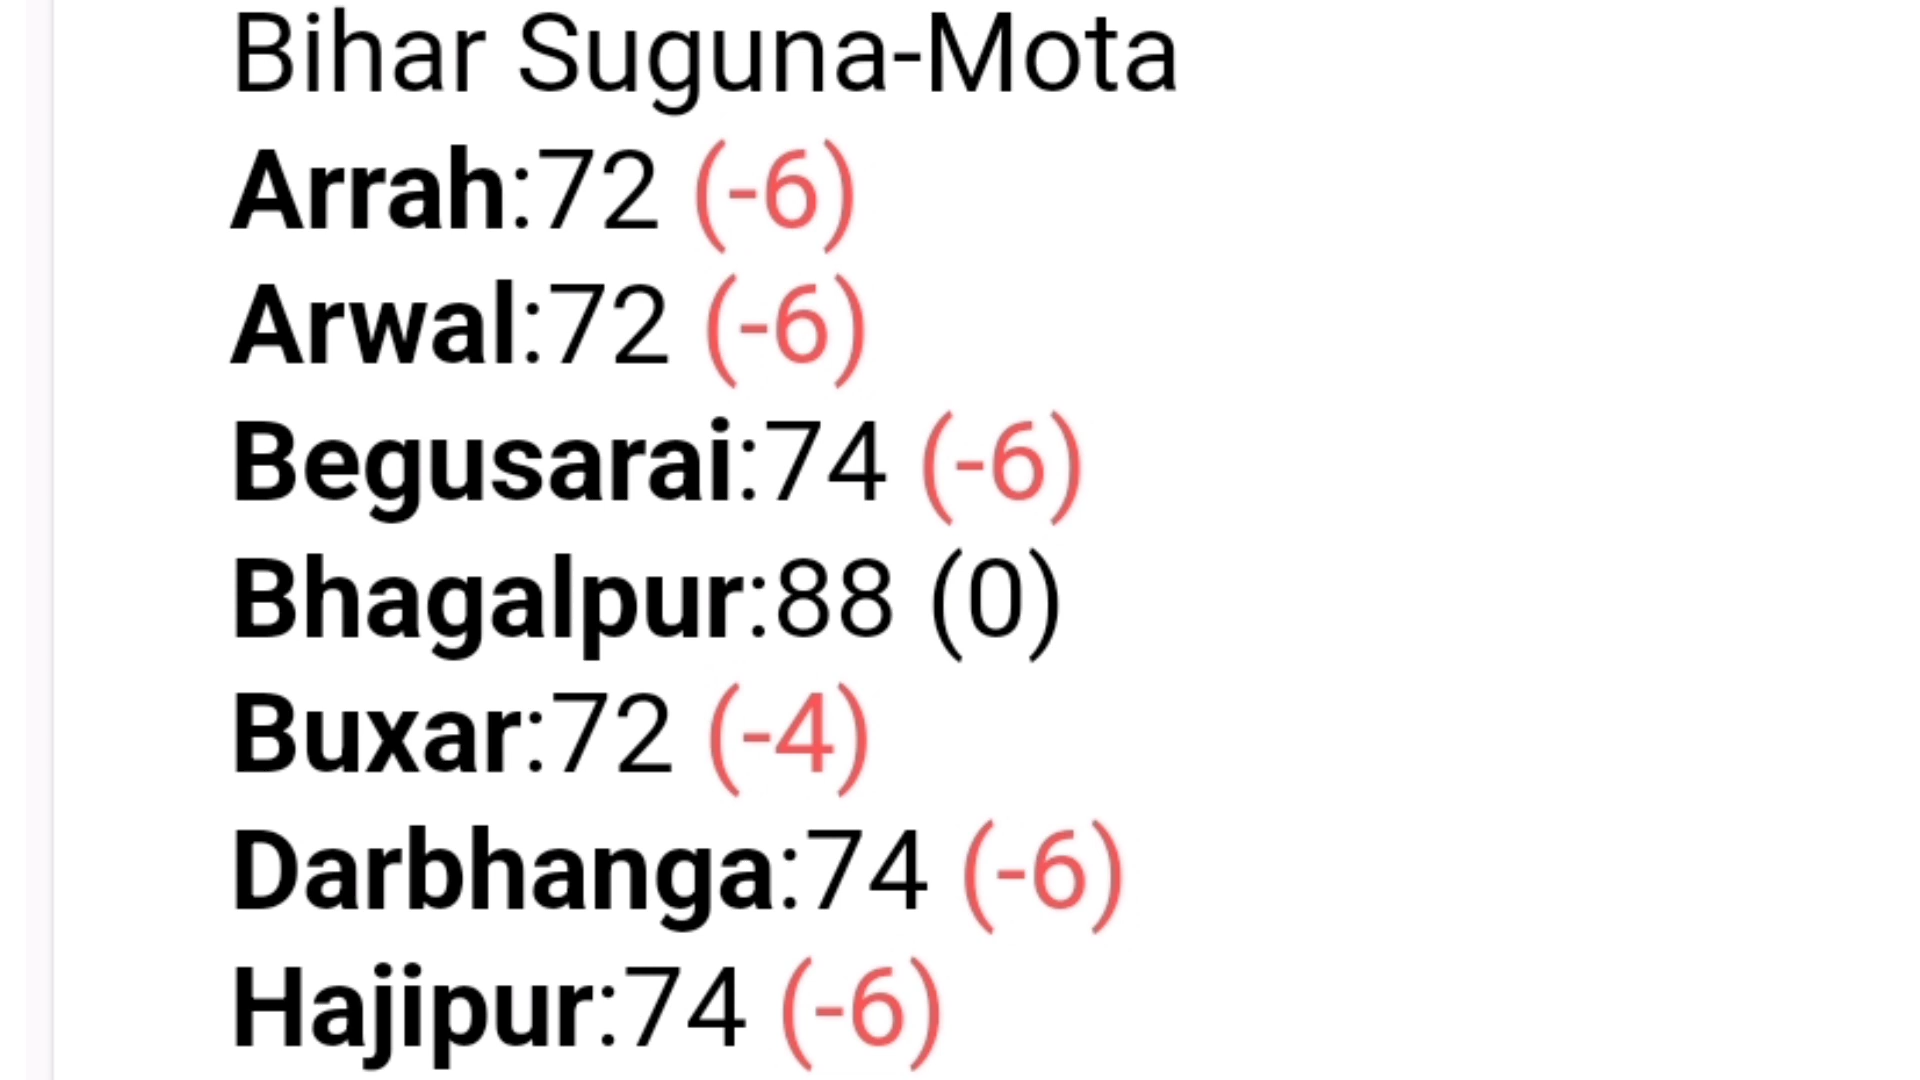 Bihar Suguna-Mota
Arrah:72 (-6)
Arwal:72 (-6)
Begusarai:74 (-6)
Bhagalpur:88 (0)
Buxar:72 (-4)
Darbhanga:74 (-6)
Hajipur:74 (-6)